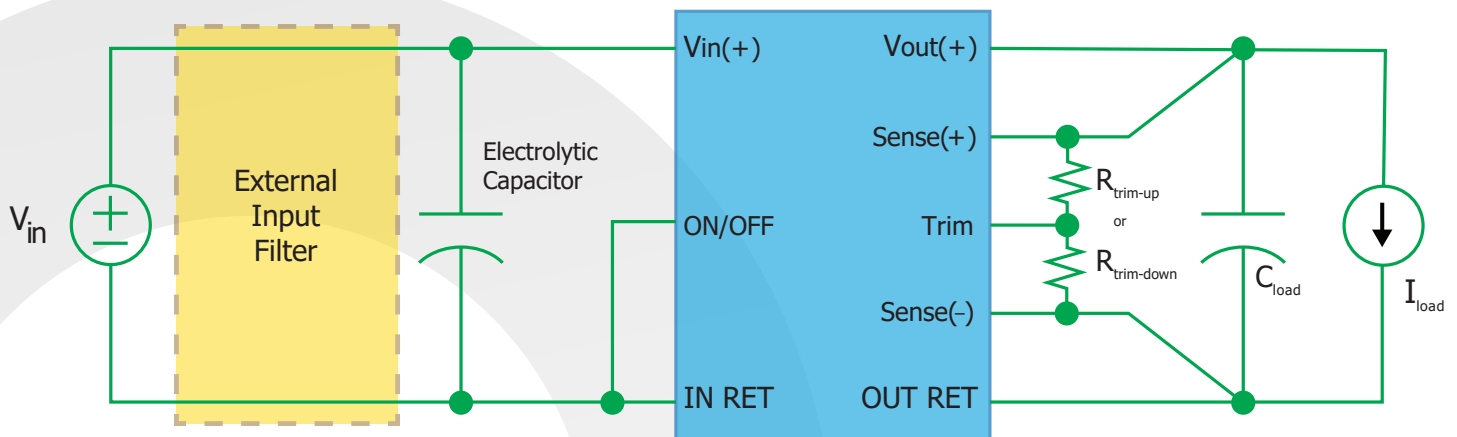 Vin
External
Input
Filter
Electrolytic
Capacitor
Vin(+)
ON/OFF
IN RET
Vout(+)
Sense(+)
Trim
Sense(–)
OUT RET
Rtrim-up
or
Rtrim-down
Cload
Iload